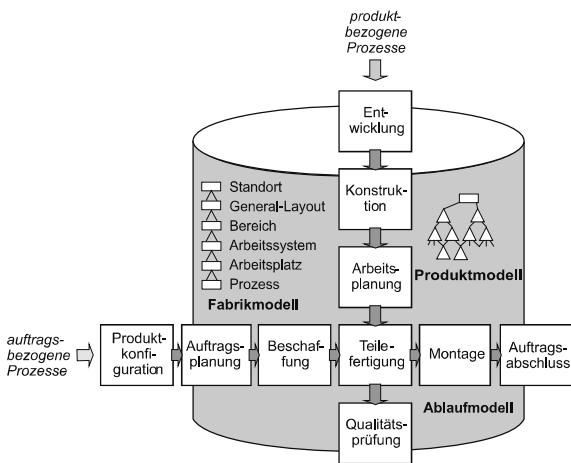 produkt-
bezogene
Prozesse
Ent-
wicklung
Konstruk-
tion
Standort
General-Layout
Bereich
Arbeitssystem
Arbeitsplatz
Prozess
Fabrikmodell
Arbeits-
planung
Produktmodell
auftrags-
bezogene
Prozesse
Produkt-
konfi-
guration
Auftrags-
planung
Beschaf-
fung
Teile-
fertigung
Montage
Auftrags-
abschluss
Ablaufmodell
Qualitäts-
prüfung